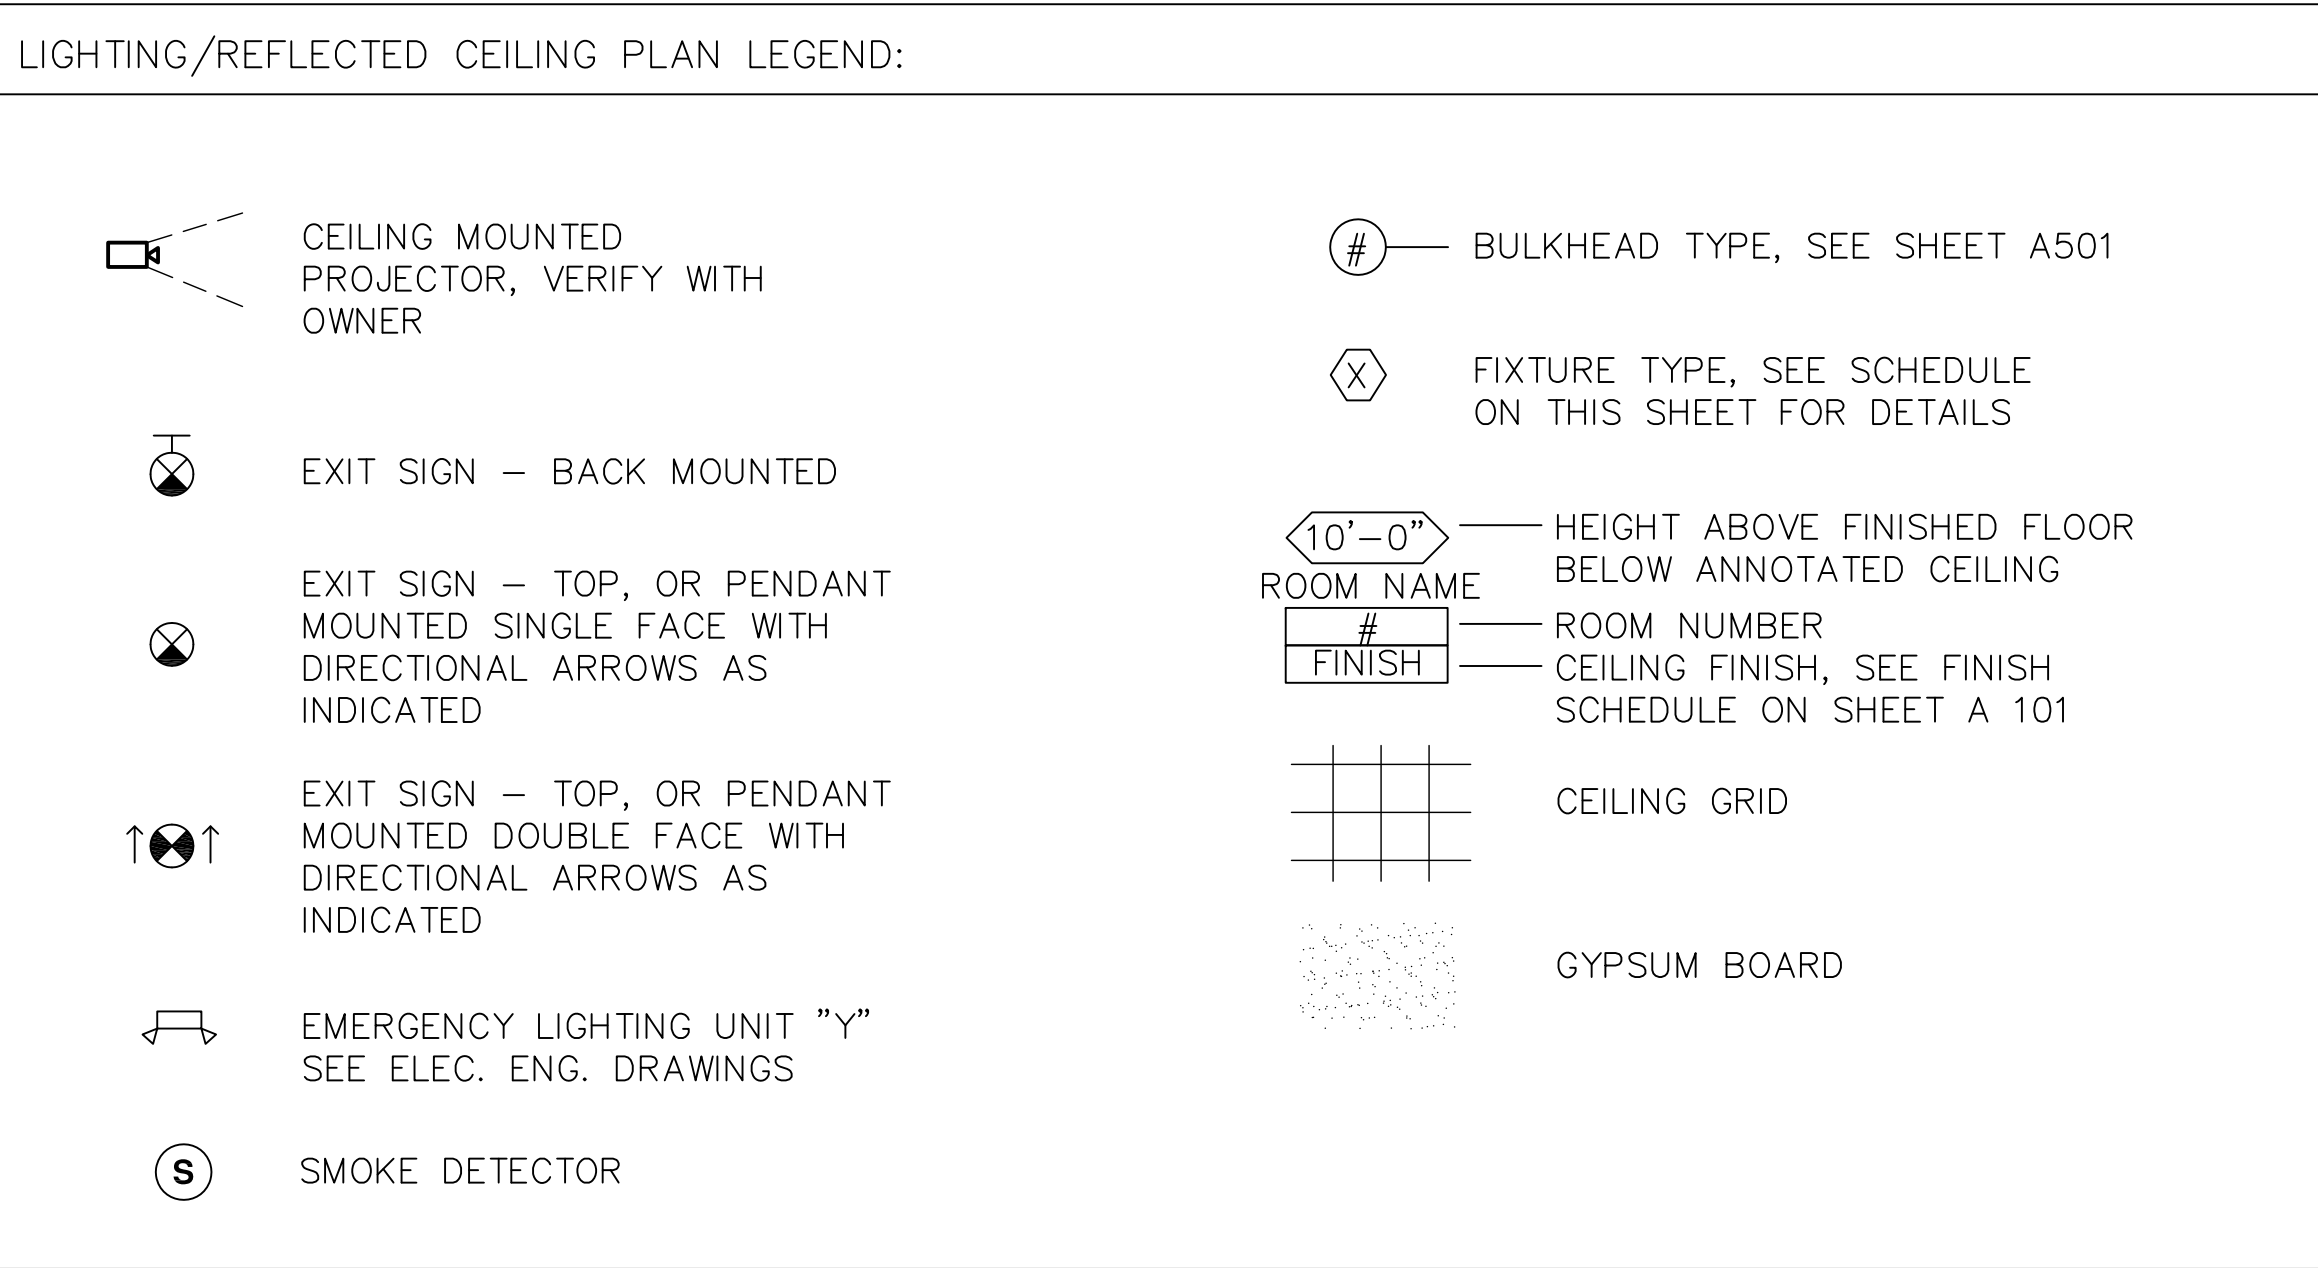 LIGHTING/REFLECTED CEILING PLAN LEGEND:
CEILING MOUNTED
PROJECTOR, VERIFY WITH
OWNER
EXIT SIGN – BACK MOUNTED
EXIT SIGN – TOP, OR PENDANT
MOUNTED SINGLE FACE WITH
DIRECTIONAL ARROWS AS
INDICATED
EXIT SIGN – TOP, OR PENDANT
MOUNTED DOUBLE FACE WITH
DIRECTIONAL ARROWS AS
INDICATED
EMERGENCY LIGHTING UNIT ”Y”
SEE ELEC. ENG. DRAWINGS
S
SMOKE DETECTOR
#
BULKHEAD TYPE, SEE SHEET A501
X
FIXTURE TYPE, SEE SCHEDULE
ON THIS SHEET FOR DETAILS
10’–0”
HEIGHT ABOVE FINISHED FLOOR
BELOW ANNOTATED CEILING
ROOM NAME
#
ROOM NUMBER
FINISH
CEILING FINISH, SEE FINISH
SCHEDULE ON SHEET A 101
CEILING GRID
GYPSUM BOARD